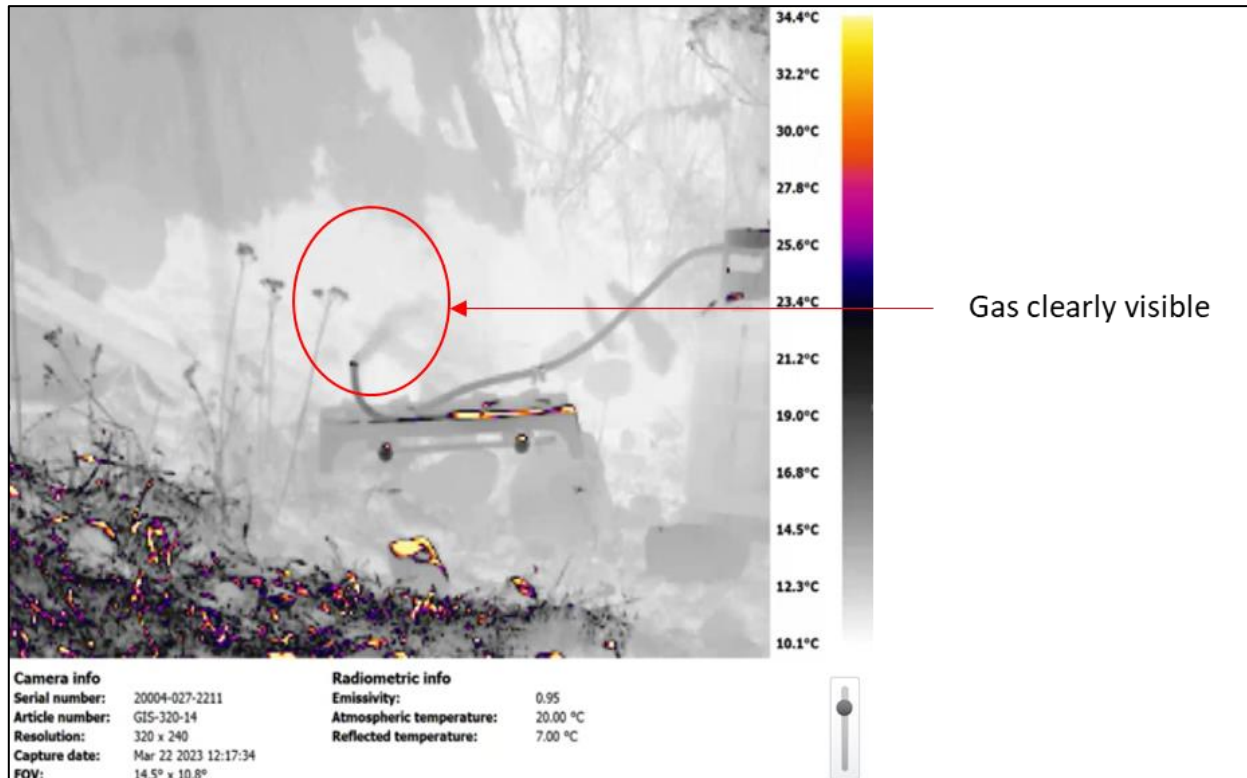 34.4°C
32.2°C
30.0°C
27.8°C
25.6°C
23.4°C
21.2°C
19.0°C
16.8°C
14.5°C
12.3°C
10.1°C
Gas clearly visible
Camera info
Serial number: 20004-027-2211
Article number: GIS-320-14
Resolution: 320 x 240
Capture date: Mar 22 2023 12:17:34
FOV: 14.5° x 10.8°
Radiometric info
Emissivity: 0.95
Atmospheric temperature: 20.00 °C
Reflected temperature: 7.00 °C